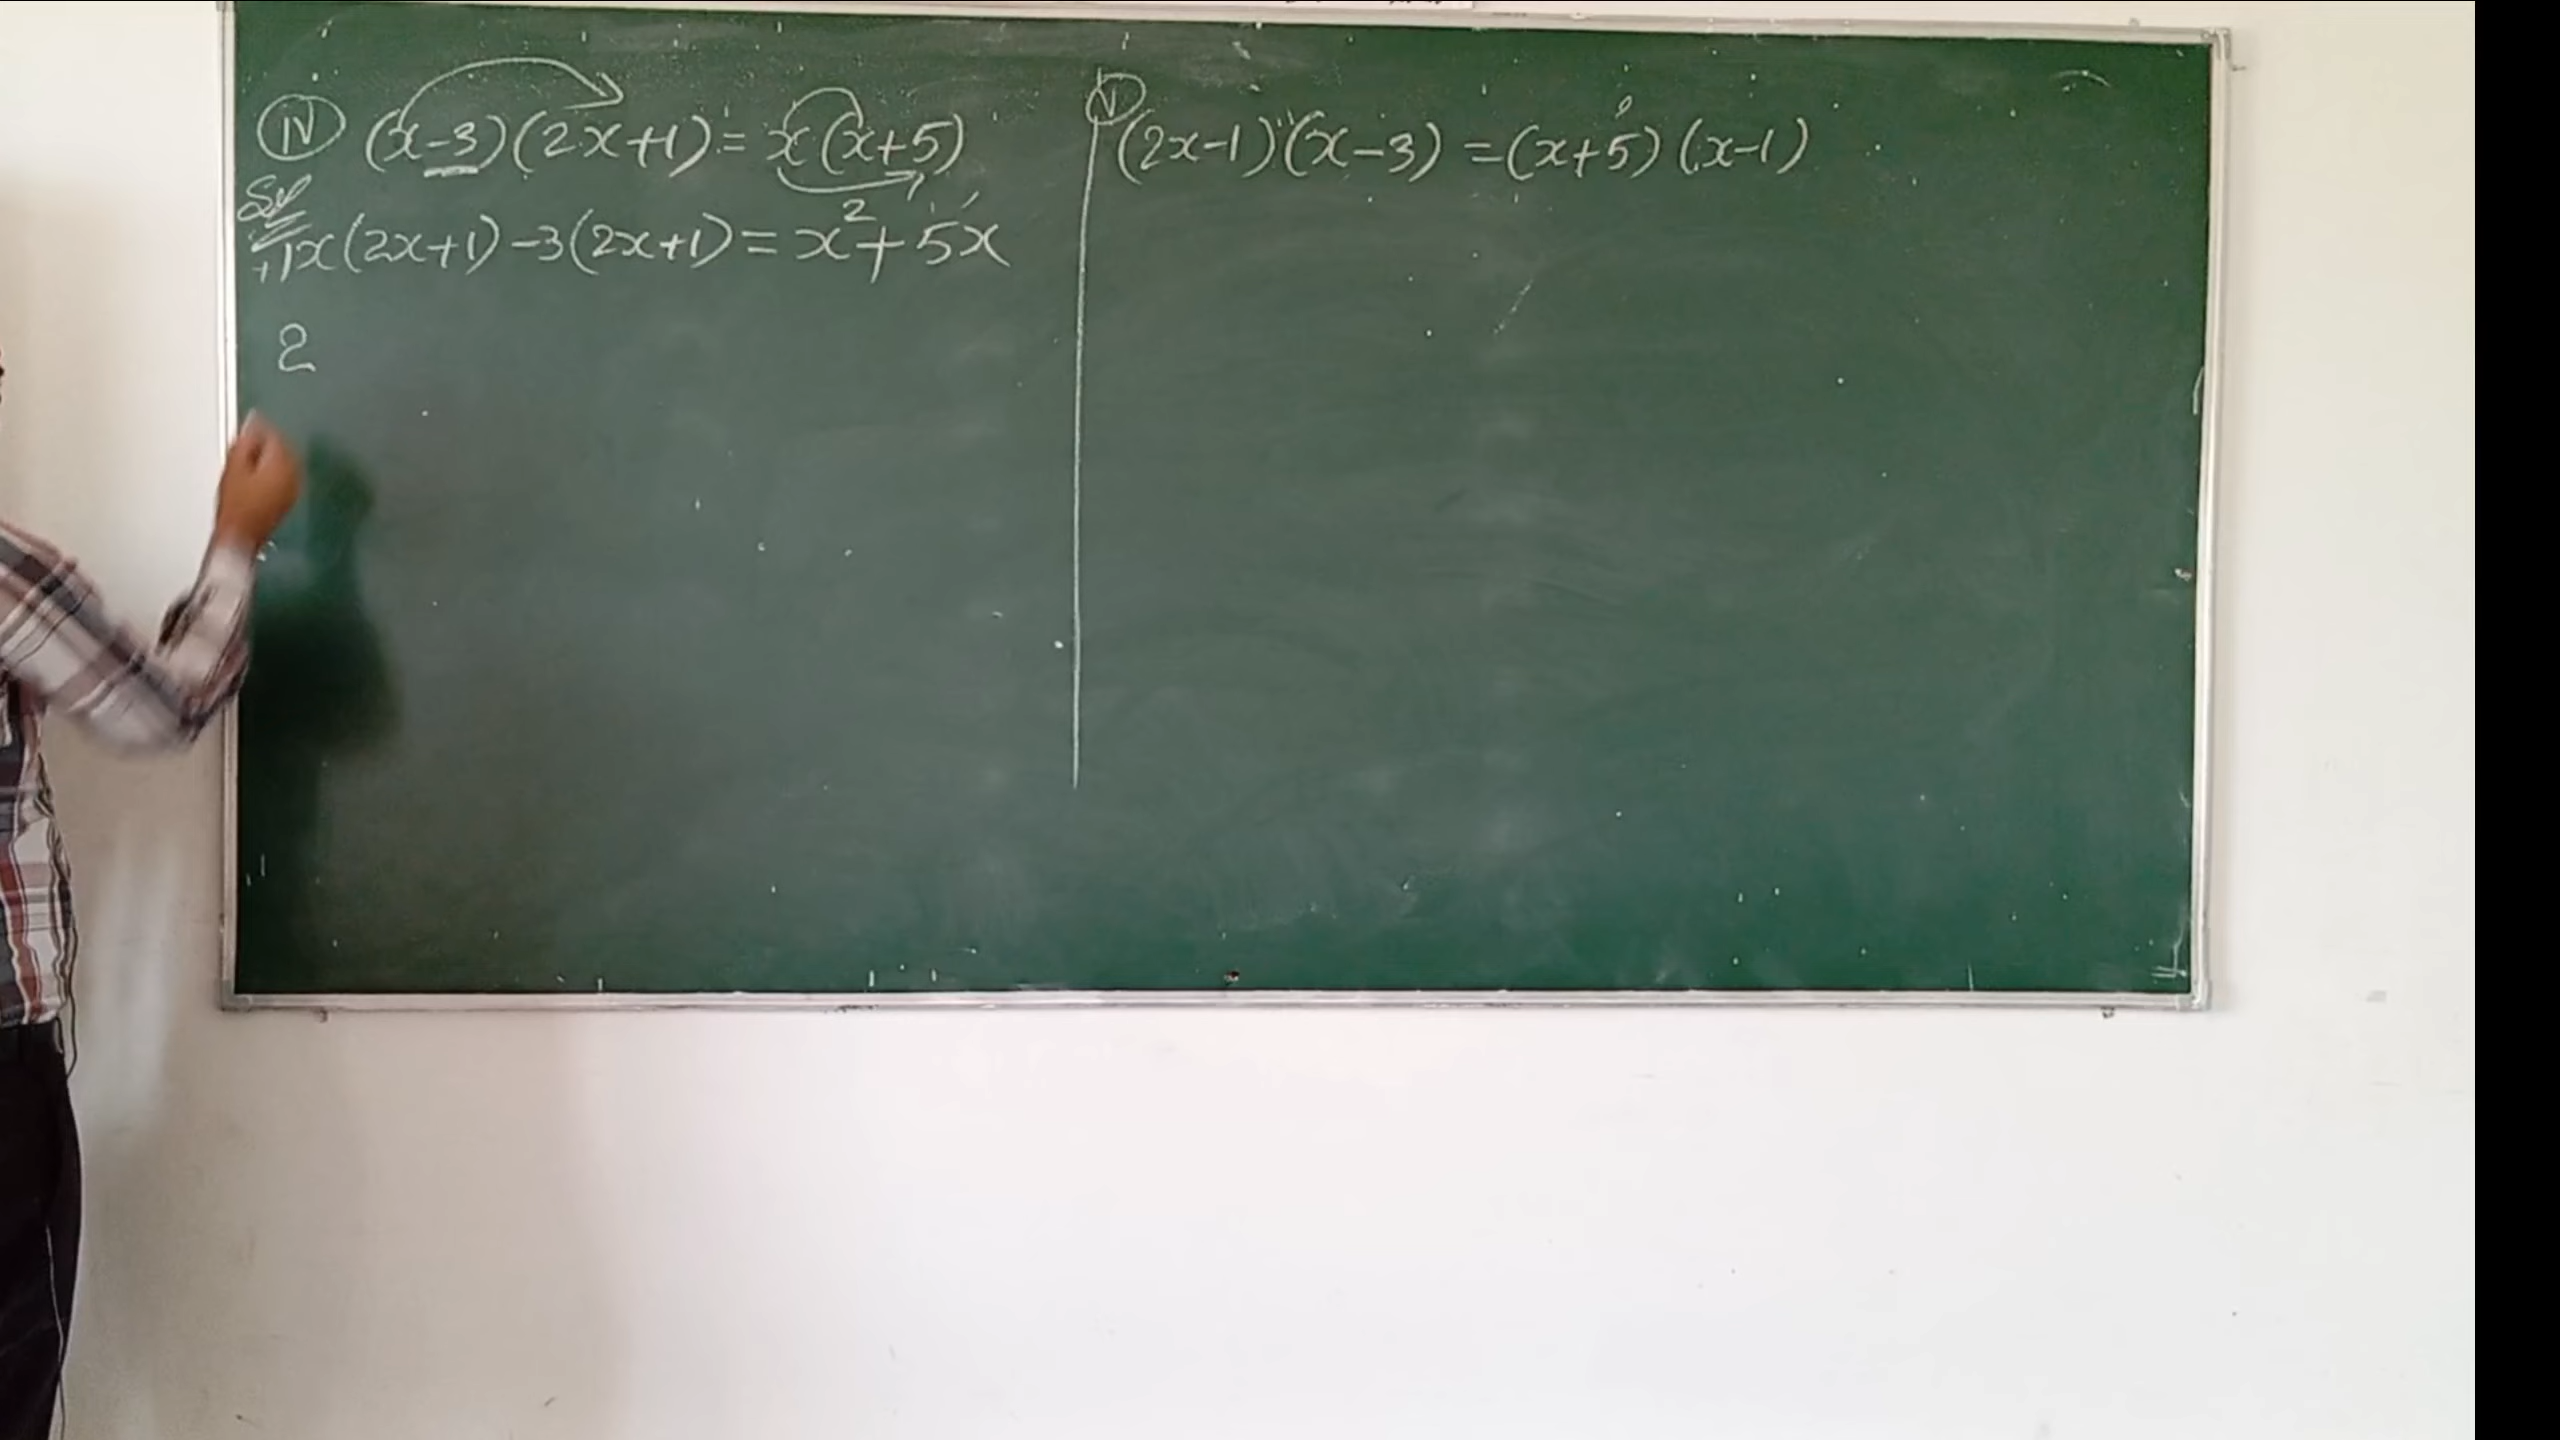 IV (x-3)(2x+1) = x(x+5)
Sol
+1x(2x+1)-3(2x+1) = x²+5x
2
V (2x-1)(x-3) = (x+5)(x-1)